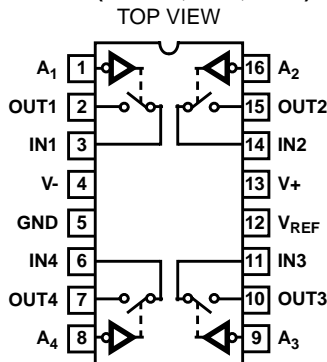 TOP VIEW
A1 1 16 A2
OUT1 2 15 OUT2
IN1 3 14 IN2
V- 4 13 V+
GND 5 12 VREF
IN4 6 11 IN3
OUT4 7 10 OUT3
A4 8 9 A3